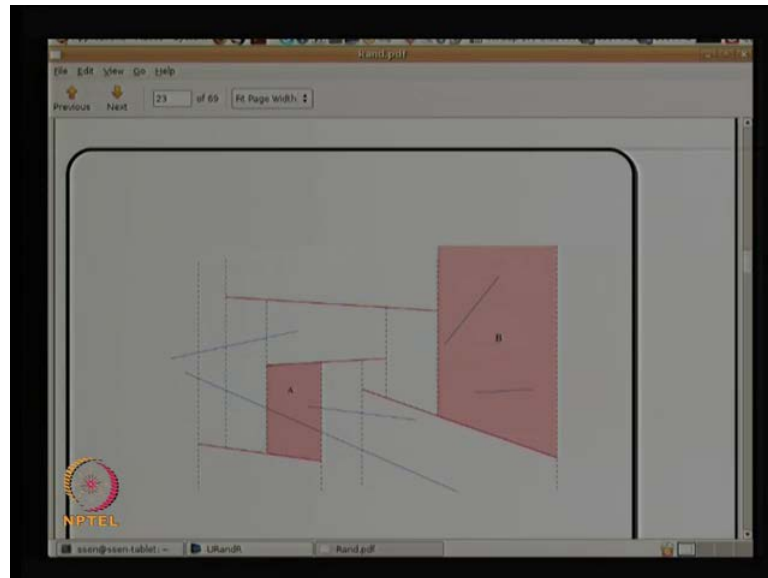 Rand.pdf
File Edit View Go Help
Previous Next 23 of 69 Fit Page Width
B
A
NPTEL
ssen@ssen-tablet: ~ URandR Rand.pdf